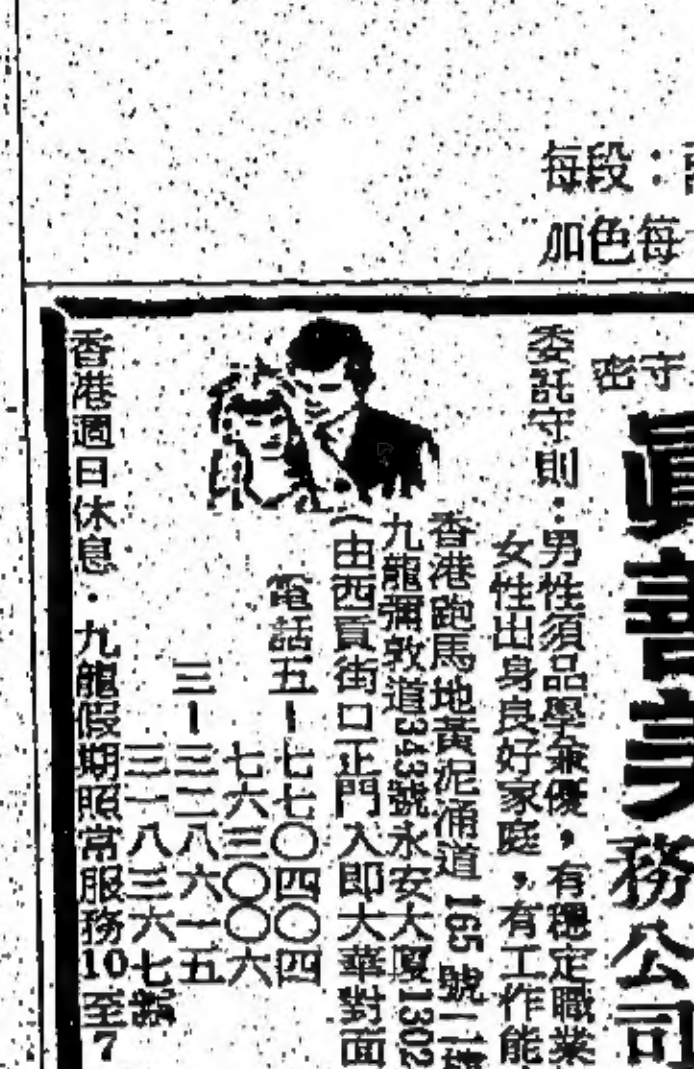 每段：
加色每
守密
務公司
委託守則：男性須品學兼優，有穩定職業
女性出身良好家庭，有工作能
香港跑馬地黃泥涌道 165 號二樓
九龍彌敦道343號永安大廈1302
(由西貢街口正門入即大華對面
電話五－七七〇四〇四
七六三〇〇六
三－三二八六一五
三一八三六七號
香港週日休息．九龍假期照常服務10至7